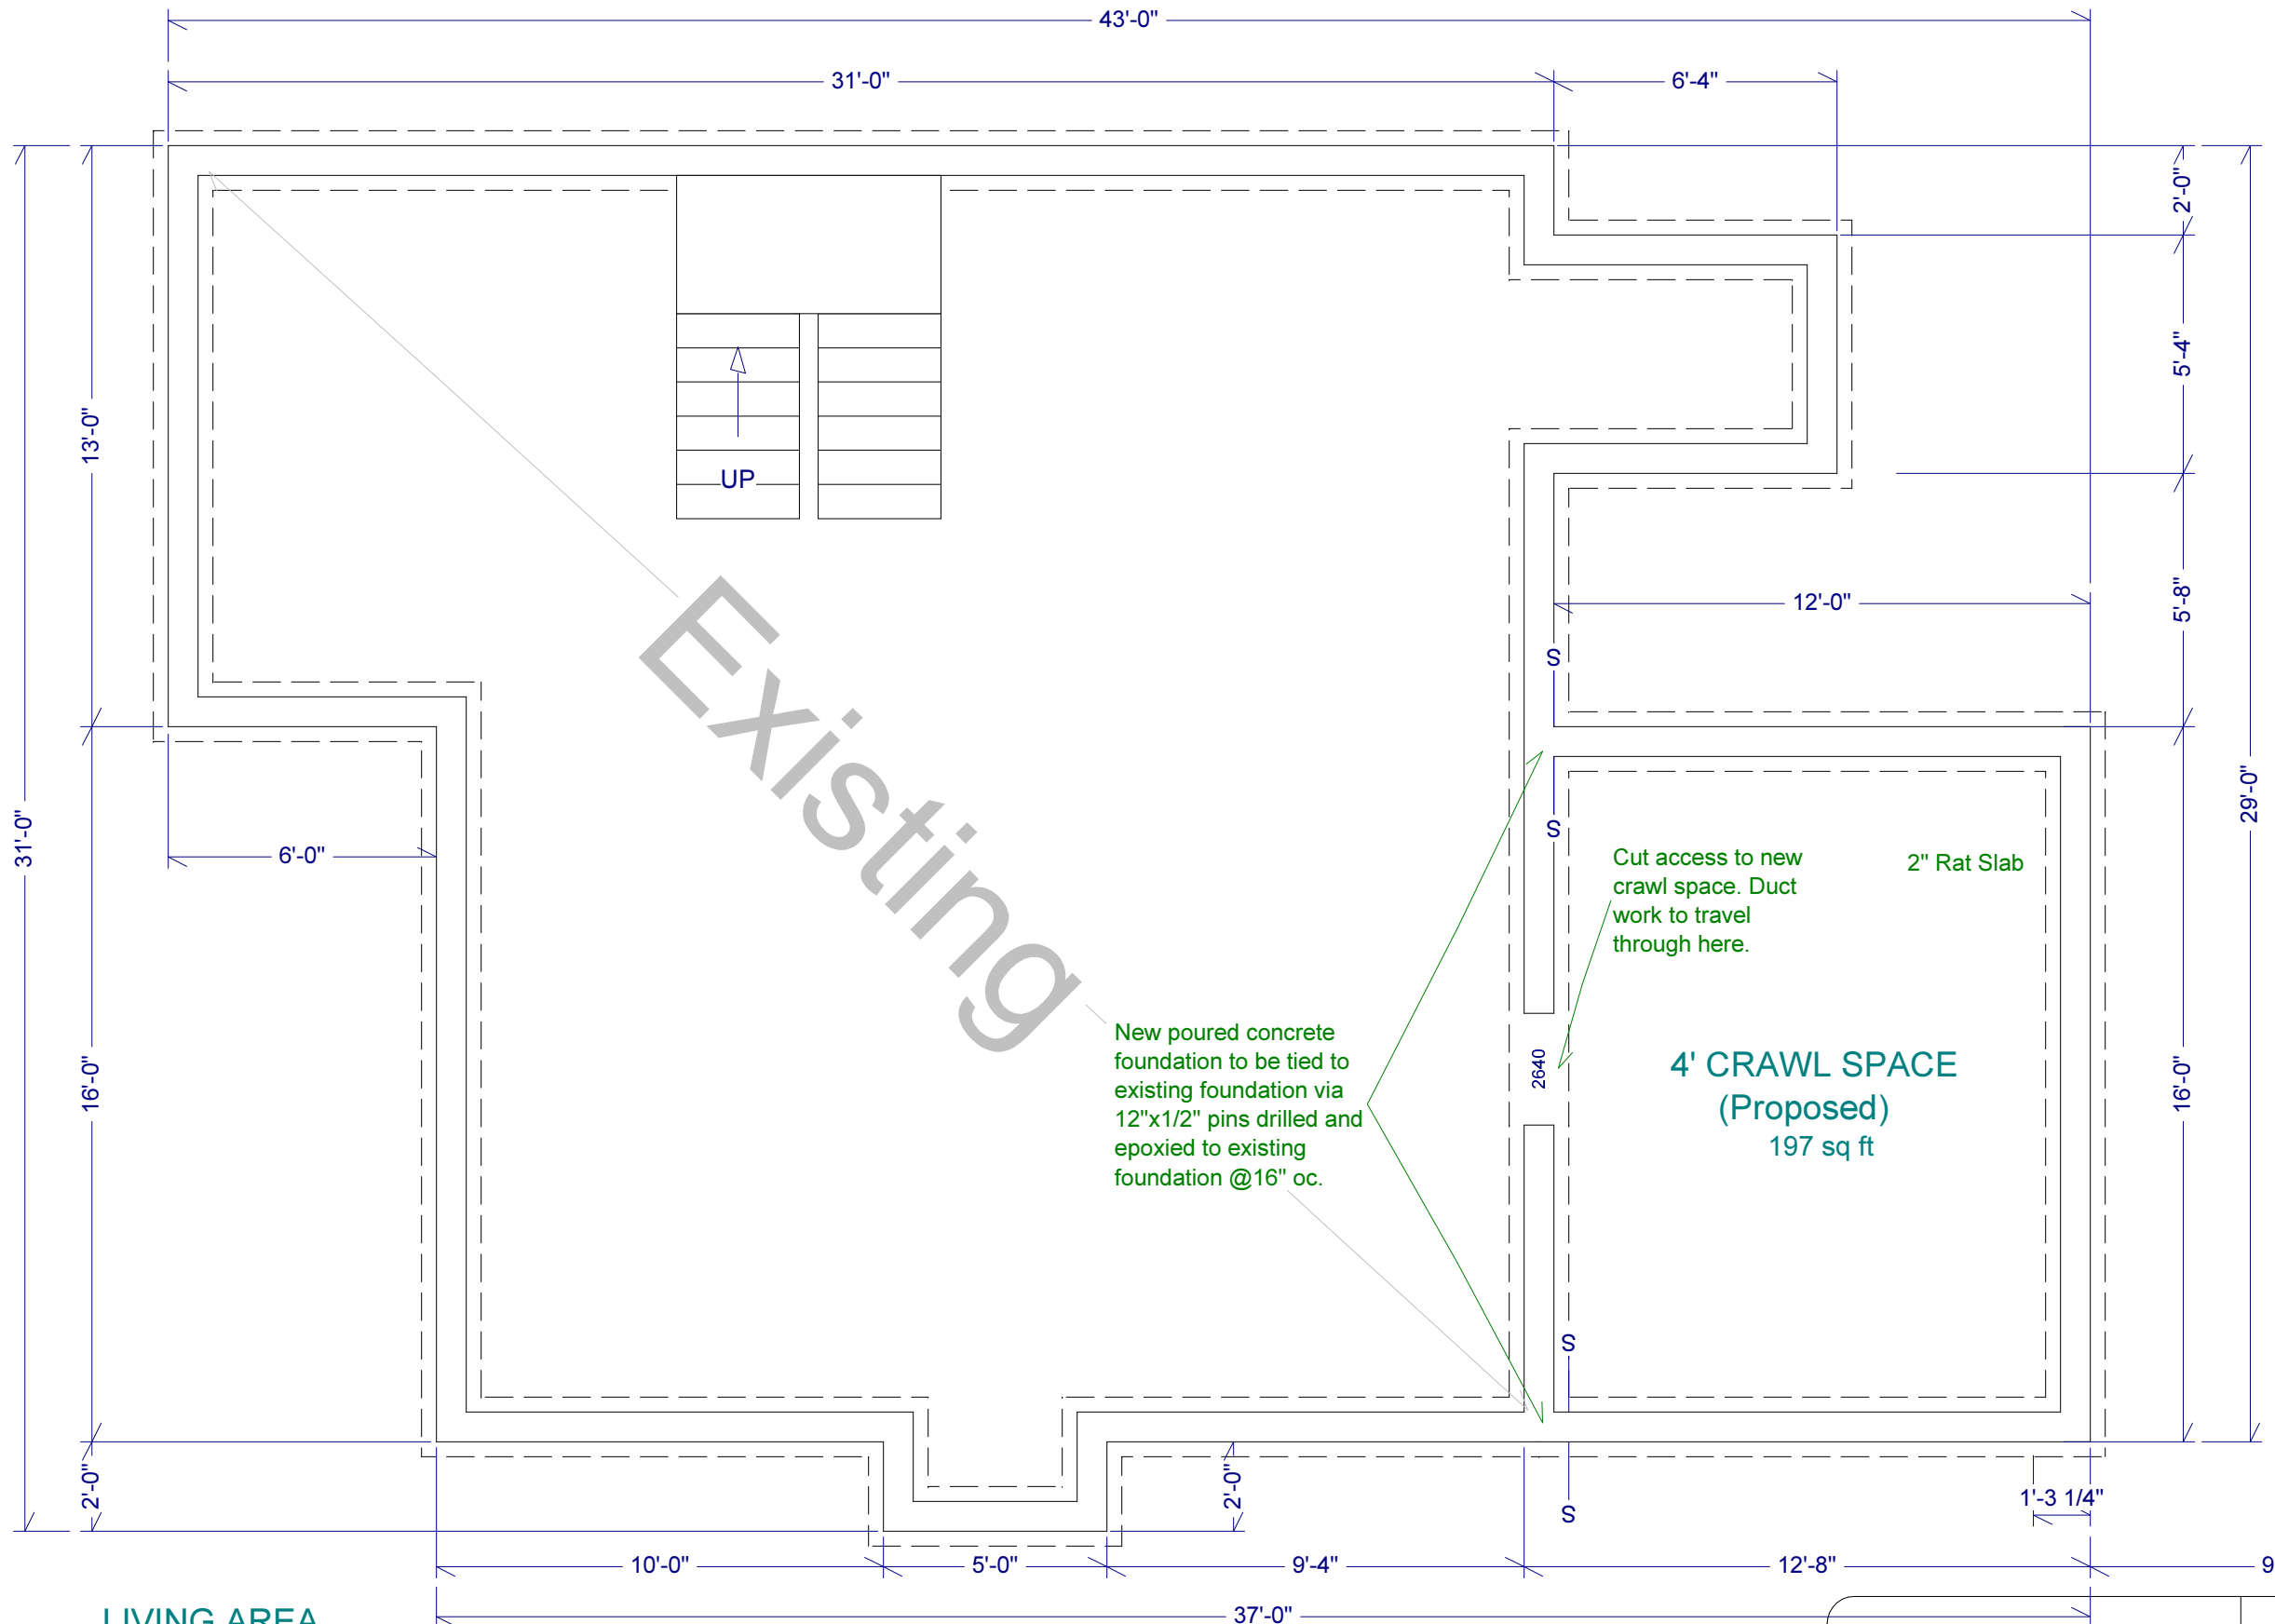 43'-0"
31'-0"
6'-4"
2'-0"
5'-4"
13'-0"
UP
12'-0"
5'-8"
S
Existing
29'-0"
31'-0"
6'-0"
S
Cut access to new
crawl space. Duct
work to travel
through here.
2" Rat Slab
New poured concrete
foundation to be tied to
existing foundation via
12"x1/2" pins drilled and
epoxied to existing
foundation @16" oc.
2640
4' CRAWL SPACE
(Proposed)
197 sq ft
16'-0"
16'-0"
S
2'-0"
2'-0"
S
1'-3 1/4"
10'-0"
5'-0"
9'-4"
12'-8"
9
LIVING AREA
37'-0"